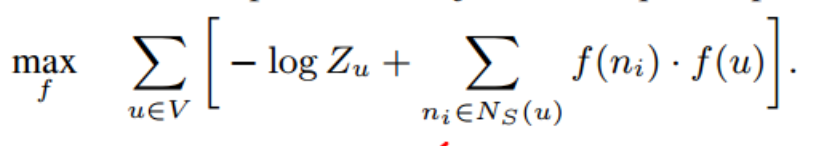 max_f ∑_{u∈V} [ − log Z_u + ∑_{n_i∈N_S(u)} f(n_i) · f(u) ].